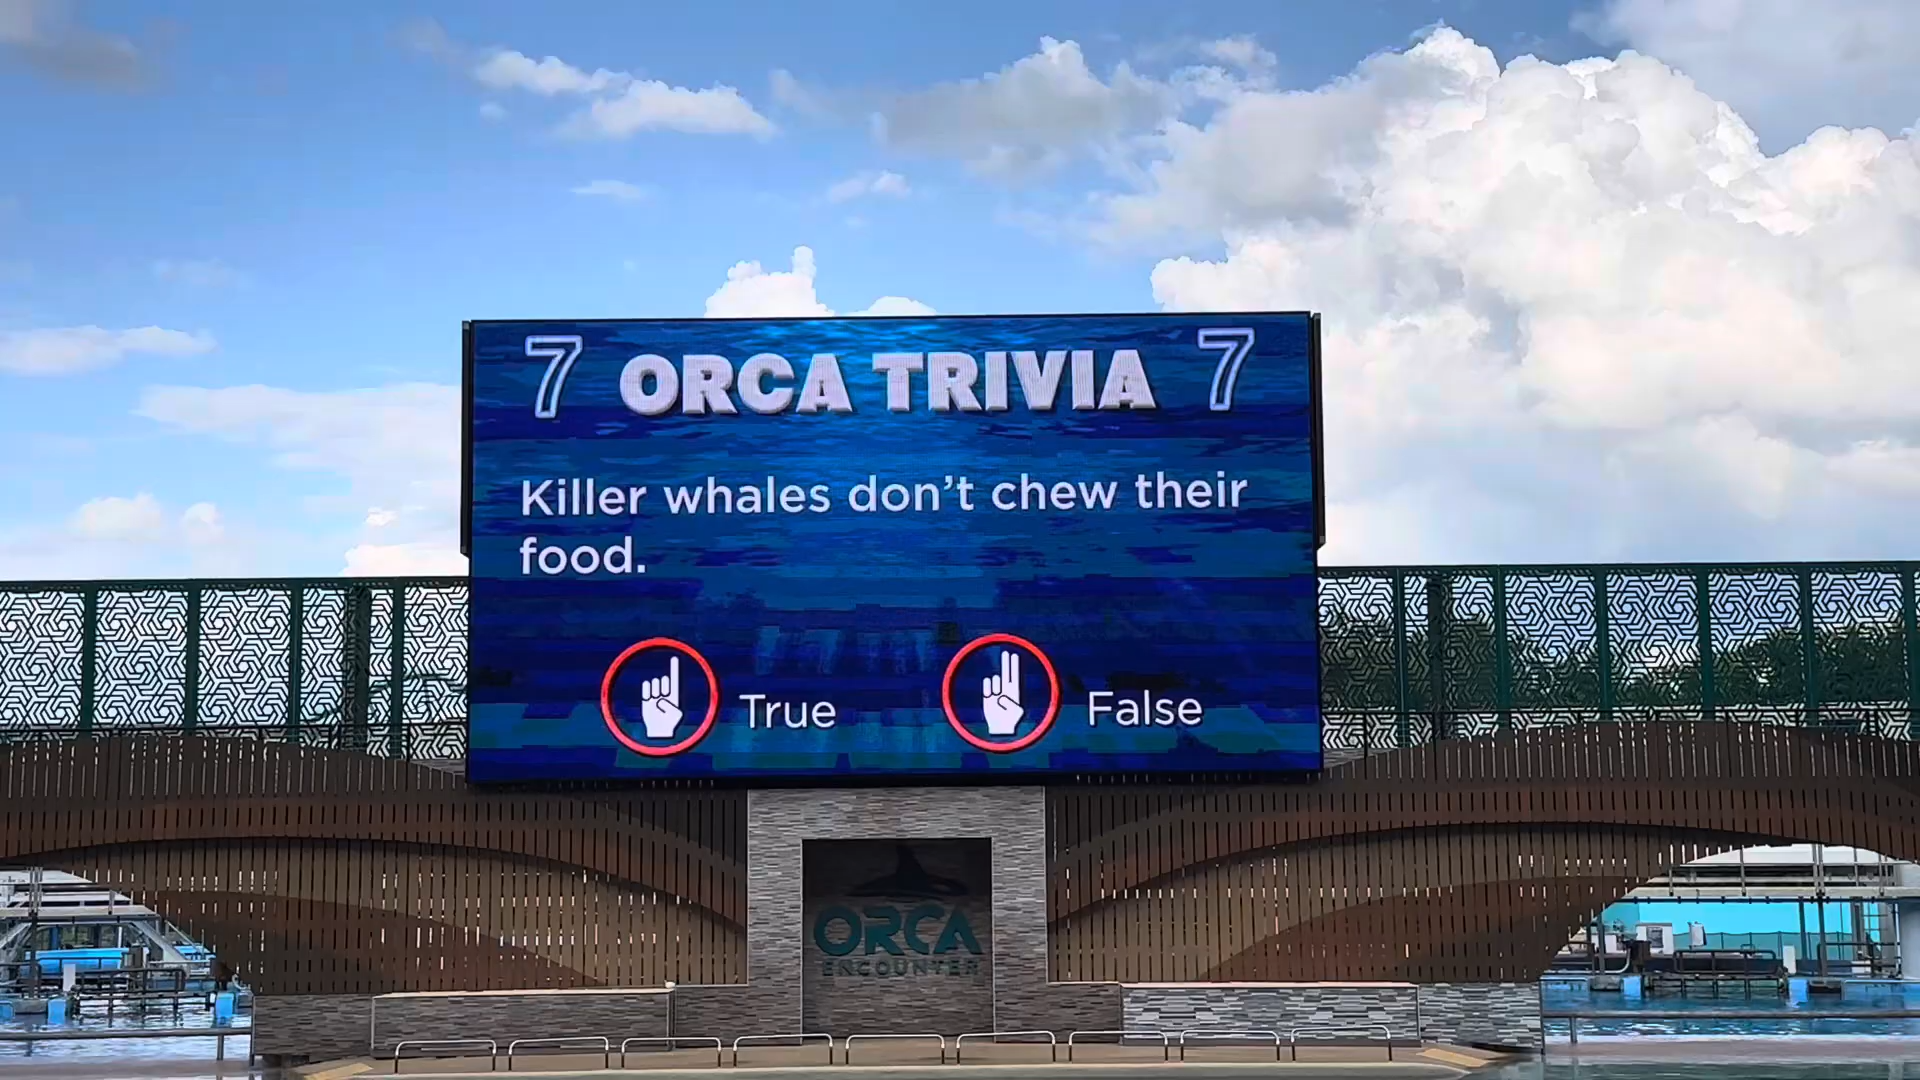 7 ORCA TRIVIA 7
Killer whales don't chew their
food.
True False
ORCA
ENCOUNTER